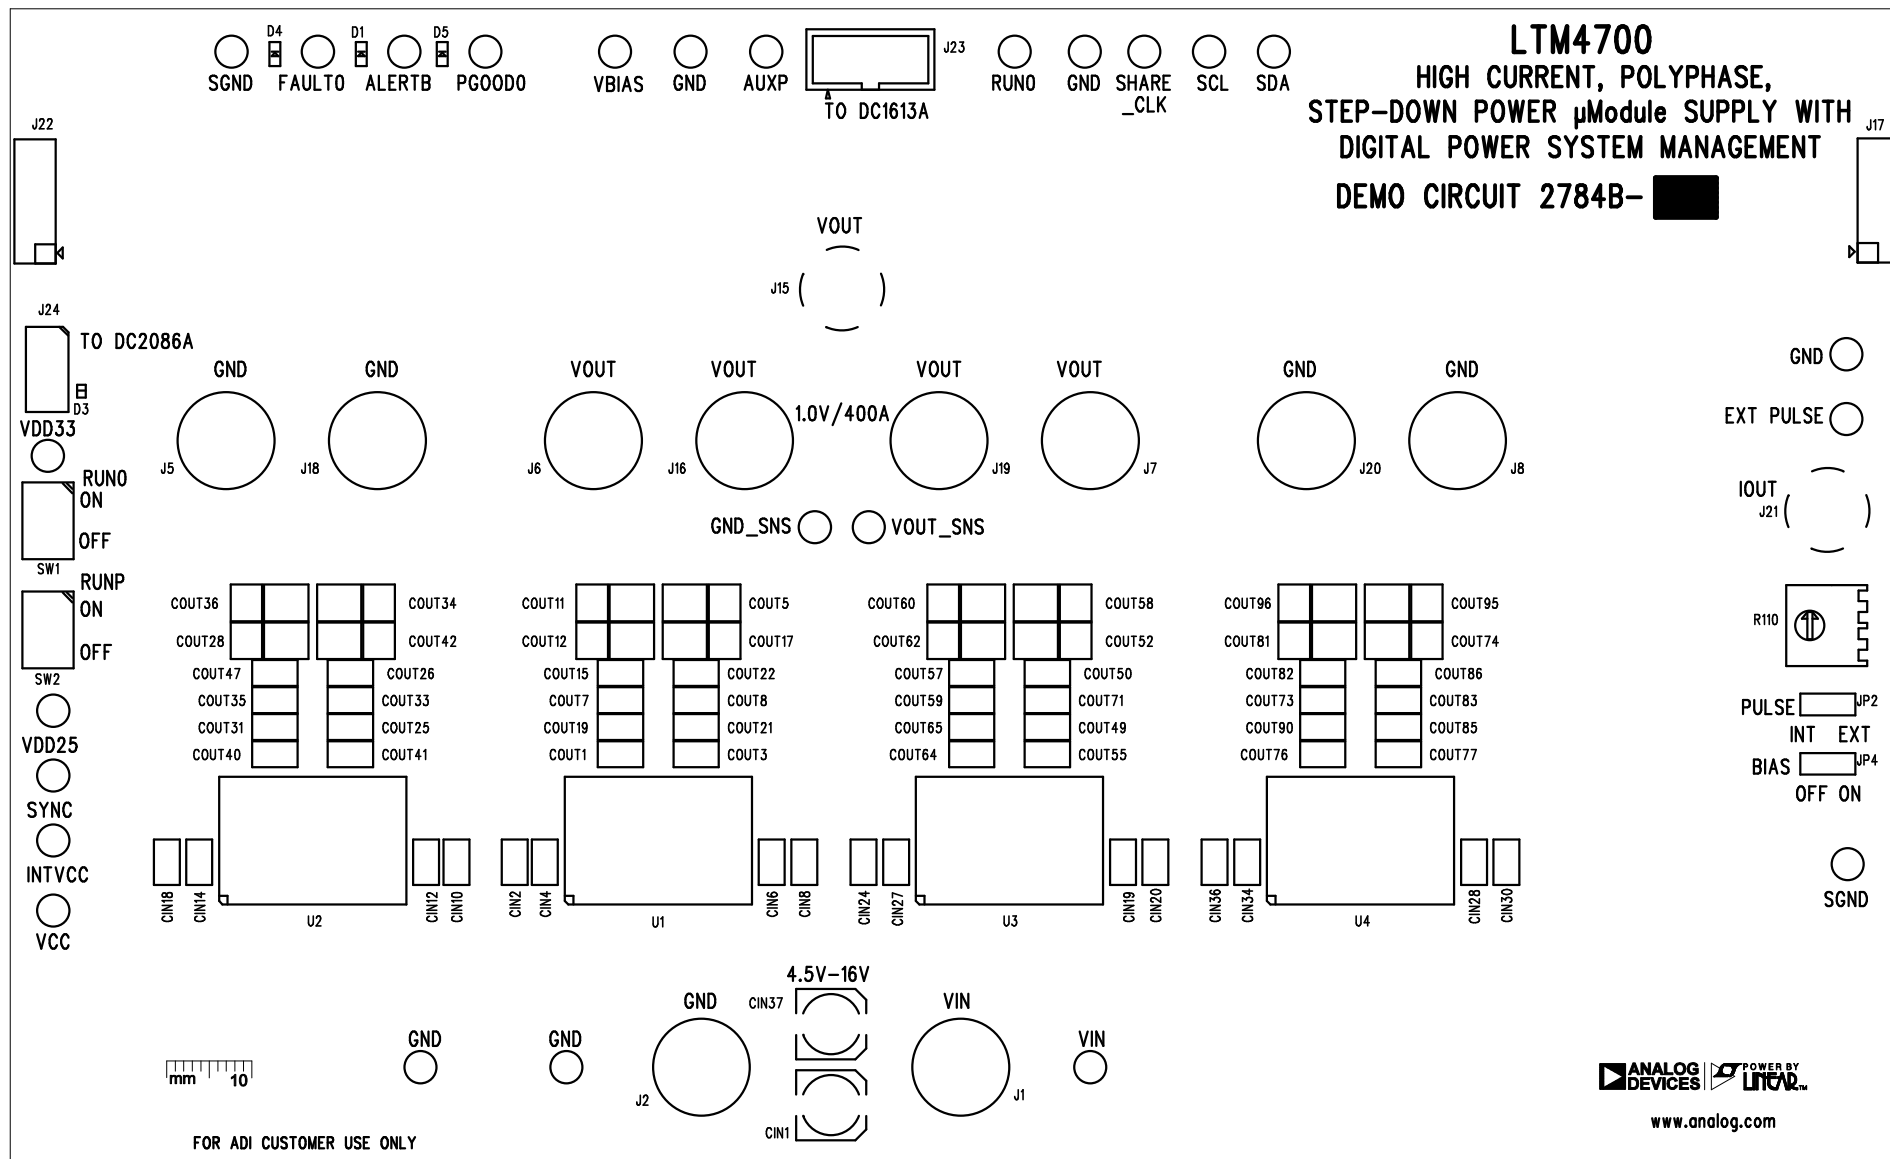 LTM4700
HIGH CURRENT, POLYPHASE,
STEP-DOWN POWER µModule SUPPLY WITH
DIGITAL POWER SYSTEM MANAGEMENT
DEMO CIRCUIT 2784B-
D4
D1
D5
SGND
FAULT0
ALERTB
PGOOD0
VBIAS
GND
AUXP
J23
TO DC1613A
RUN0
GND
SHARE
_CLK
SCL
SDA
J22
J17
VOUT
J15
J24
TO DC2086A
D3
VDD33
RUN0
ON
OFF
SW1
RUNP
ON
OFF
SW2
VDD25
SYNC
INTVCC
VCC
GND
GND
VOUT
VOUT
VOUT
VOUT
GND
GND
1.0V/400A
J5
J18
J6
J16
J19
J7
J20
J8
GND_SNS
VOUT_SNS
GND
EXT PULSE
IOUT
J21
R110
PULSE
JP2
INT EXT
BIAS
JP4
OFF ON
SGND
COUT36
COUT34
COUT28
COUT42
COUT47
COUT26
COUT35
COUT33
COUT31
COUT25
COUT40
COUT41
COUT11
COUT5
COUT12
COUT17
COUT15
COUT22
COUT7
COUT8
COUT19
COUT21
COUT1
COUT3
COUT60
COUT58
COUT62
COUT52
COUT57
COUT50
COUT59
COUT71
COUT65
COUT49
COUT64
COUT55
COUT96
COUT95
COUT81
COUT74
COUT82
COUT86
COUT73
COUT83
COUT90
COUT85
COUT76
COUT77
CIN18
CIN14
U2
CIN12
CIN10
CIN2
CIN4
U1
CIN6
CIN8
CIN24
CIN27
U3
CIN19
CIN20
CIN36
CIN34
U4
CIN28
CIN30
4.5V-16V
CIN37
GND
VIN
GND
GND
VIN
J2
J1
CIN1
mm 10
FOR ADI CUSTOMER USE ONLY
ANALOG
DEVICES
POWER BY
LINEAR™
www.analog.com